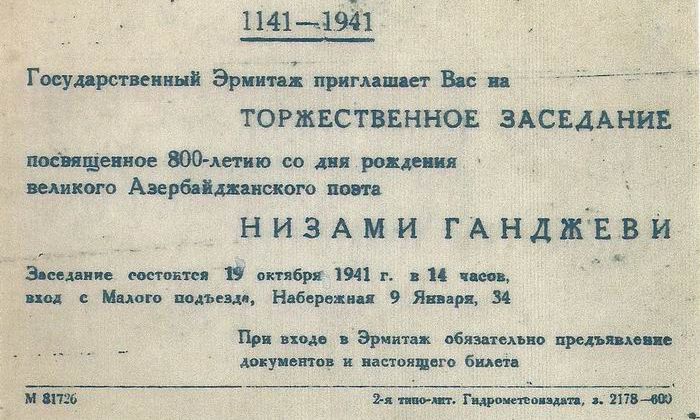 1141—1941
Государственный Эрмитаж приглашает Вас на
ТОРЖЕСТВЕННОЕ ЗАСЕДАНИЕ
посвященное 800-летию со дня рождения
великого Азербайджанского поэта
НИЗАМИ ГАНДЖЕВИ
Заседание состоится 19 октября 1941 г. в 14 часов,
вход с Малого подъезда, Набережная 9 Января, 34
При входе в Эрмитаж обязательно предъявление
документов и настоящего билета
М 81726
2-я типо-лит. Гидрометеоиздата, з. 2178—600